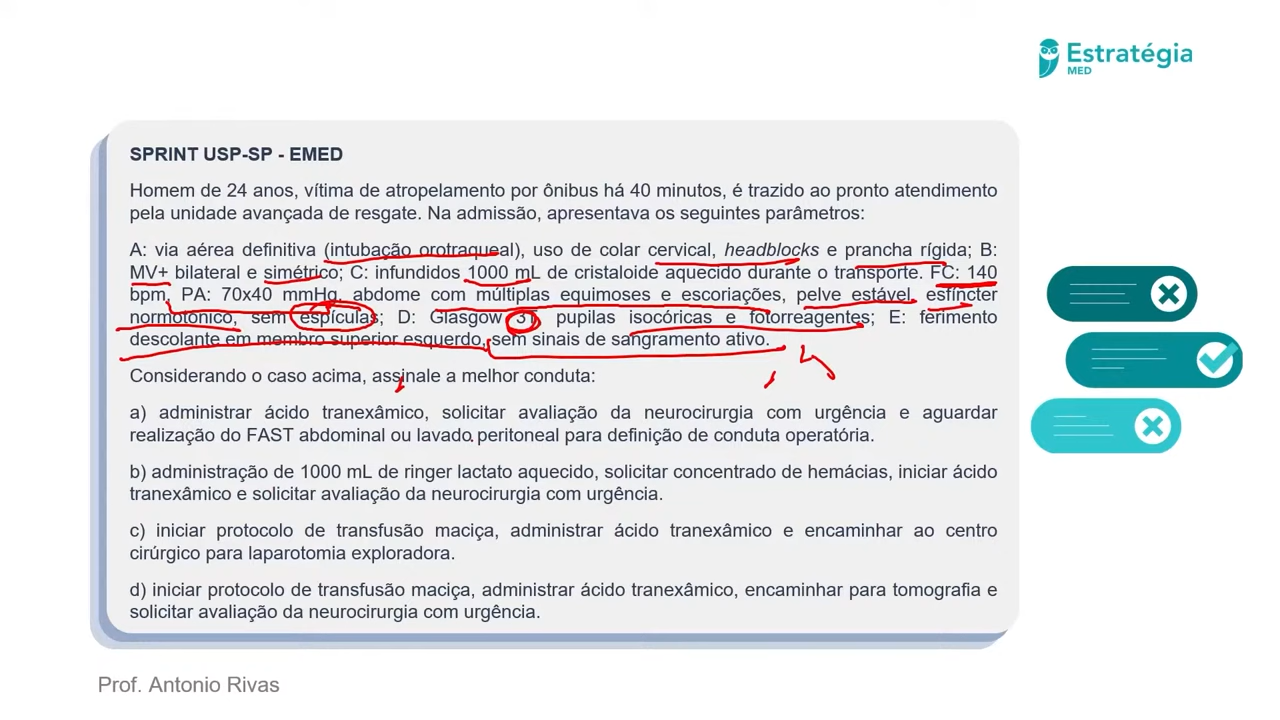 Estratégia
MED
SPRINT USP-SP - EMED
Homem de 24 anos, vítima de atropelamento por ônibus há 40 minutos, é trazido ao pronto atendimento
pela unidade avançada de resgate. Na admissão, apresentava os seguintes parâmetros:
A: via aérea definitiva (intubação orotraqueal), uso de colar cervical, headblocks e prancha rígida; B:
MV+ bilateral e simétrico; C: infundidos 1000 mL de cristaloide aquecido durante o transporte. FC: 140
bpm, PA: 70x40 mmHg, abdome com múltiplas equimoses e escoriações, pelve estável, esfíncter
normotônico, sem espículas; D: Glasgow 3T, pupilas isocóricas e fotorreagentes; E: ferimento
descolante em membro superior esquerdo, sem sinais de sangramento ativo.
Considerando o caso acima, assinale a melhor conduta:
a) administrar ácido tranexâmico, solicitar avaliação da neurocirurgia com urgência e aguardar
realização do FAST abdominal ou lavado peritoneal para definição de conduta operatória.
b) administração de 1000 mL de ringer lactato aquecido, solicitar concentrado de hemácias, iniciar ácido
tranexâmico e solicitar avaliação da neurocirurgia com urgência.
c) iniciar protocolo de transfusão maciça, administrar ácido tranexâmico e encaminhar ao centro
cirúrgico para laparotomia exploradora.
d) iniciar protocolo de transfusão maciça, administrar ácido tranexâmico, encaminhar para tomografia e
solicitar avaliação da neurocirurgia com urgência.
Prof. Antonio Rivas